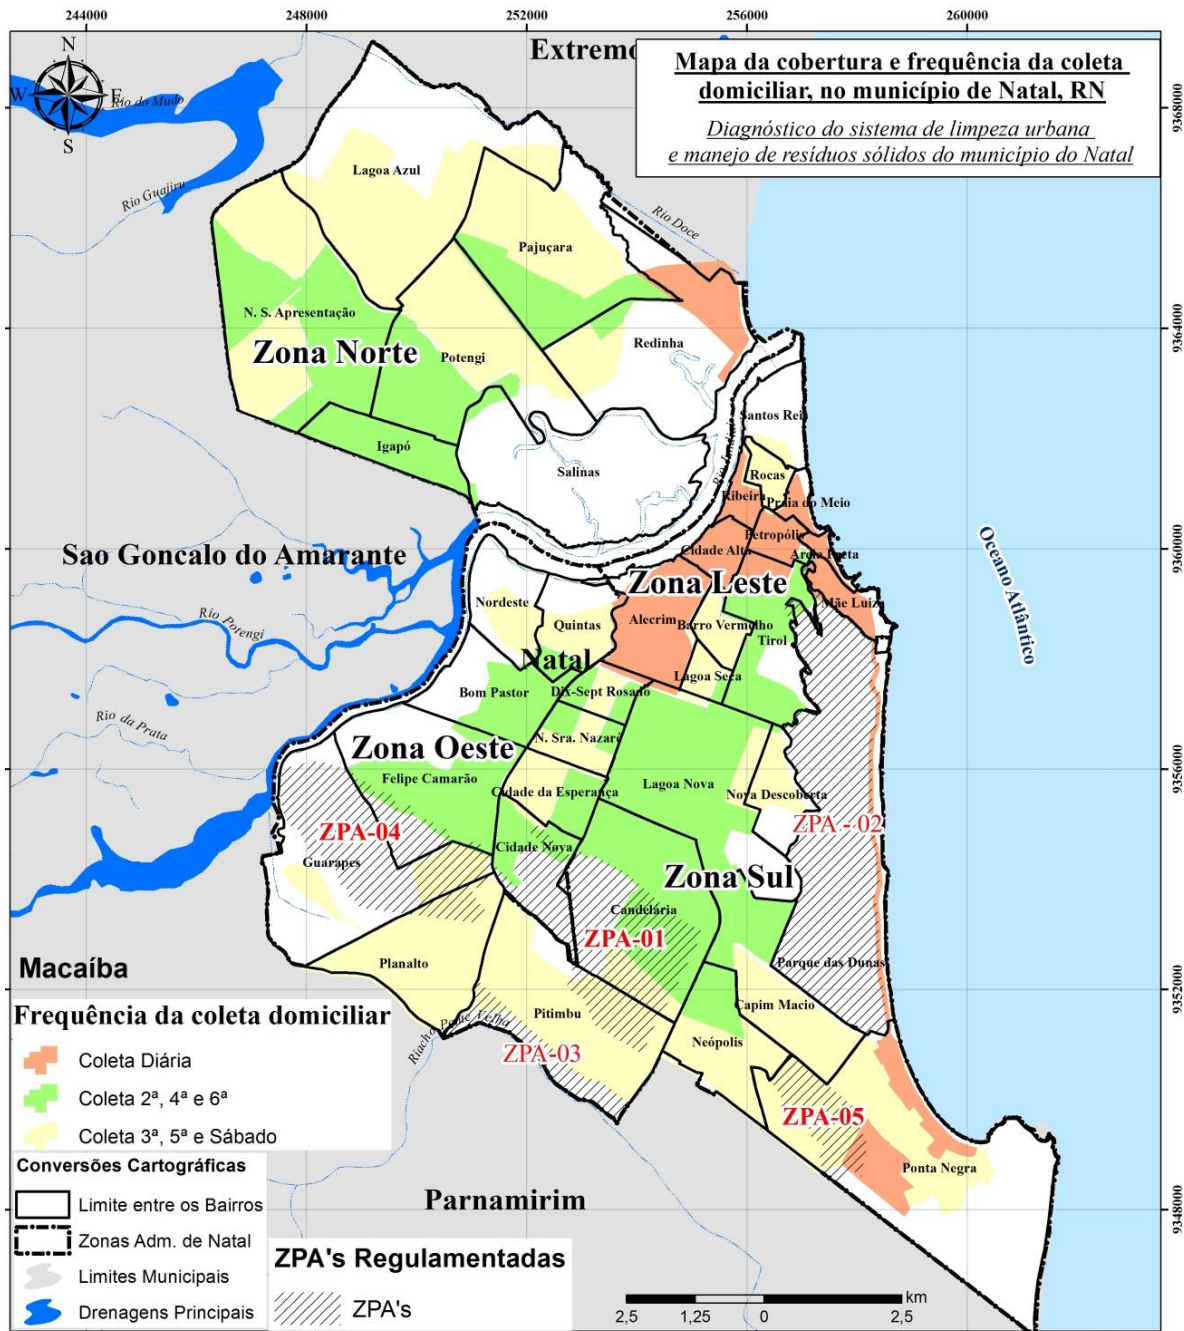 244000
248000
252000
256000
260000
Extremo
Mapa da cobertura e frequência da coleta
domiciliar, no município de Natal, RN
Diagnóstico do sistema de limpeza urbana
e manejo de resíduos sólidos do município do Natal
N
W
E
S
Rio do Mudo
Rio Guajiru
Rio Doce
9368000
Lagoa Azul
Pajuçara
N. S. Apresentação
Zona Norte
Potengi
Redinha
9364000
Igapó
Salinas
Santos Reis
Rocas
Ribeira
Praia do Meio
Petrópolis
Cidade Alta
Areia Preta
9360000
Sao Goncalo do Amarante
Zona Leste
Mãe Luiza
Nordeste
Quintas
Alecrim
Barro Vermelho
Tirol
Rio Potengi
Natal
Lagoa Seca
Oceano Atlântico
Bom Pastor
Dix-Sept Rosado
Rio da Prata
Zona Oeste
N. Sra. Nazaré
Felipe Camarão
Lagoa Nova
9356000
Cidade da Esperança
Nova Descoberta
ZPA - 02
ZPA-04
Cidade Nova
Guarapes
Zona Sul
Candelária
ZPA-01
Macaíba
Planalto
Parque das Dunas
9352000
Pitimbu
Capim Macio
Riacho Ponte Velha
Neópolis
ZPA-03
ZPA-05
Ponta Negra
Parnamirim
9348000
Frequência da coleta domiciliar
Coleta Diária
Coleta 2ª, 4ª e 6ª
Coleta 3ª, 5ª e Sábado
Conversões Cartográficas
Limite entre os Bairros
Zonas Adm. de Natal
Limites Municipais
Drenagens Principais
ZPA's Regulamentadas
ZPA's
km
2,5
1,25
0
2,5